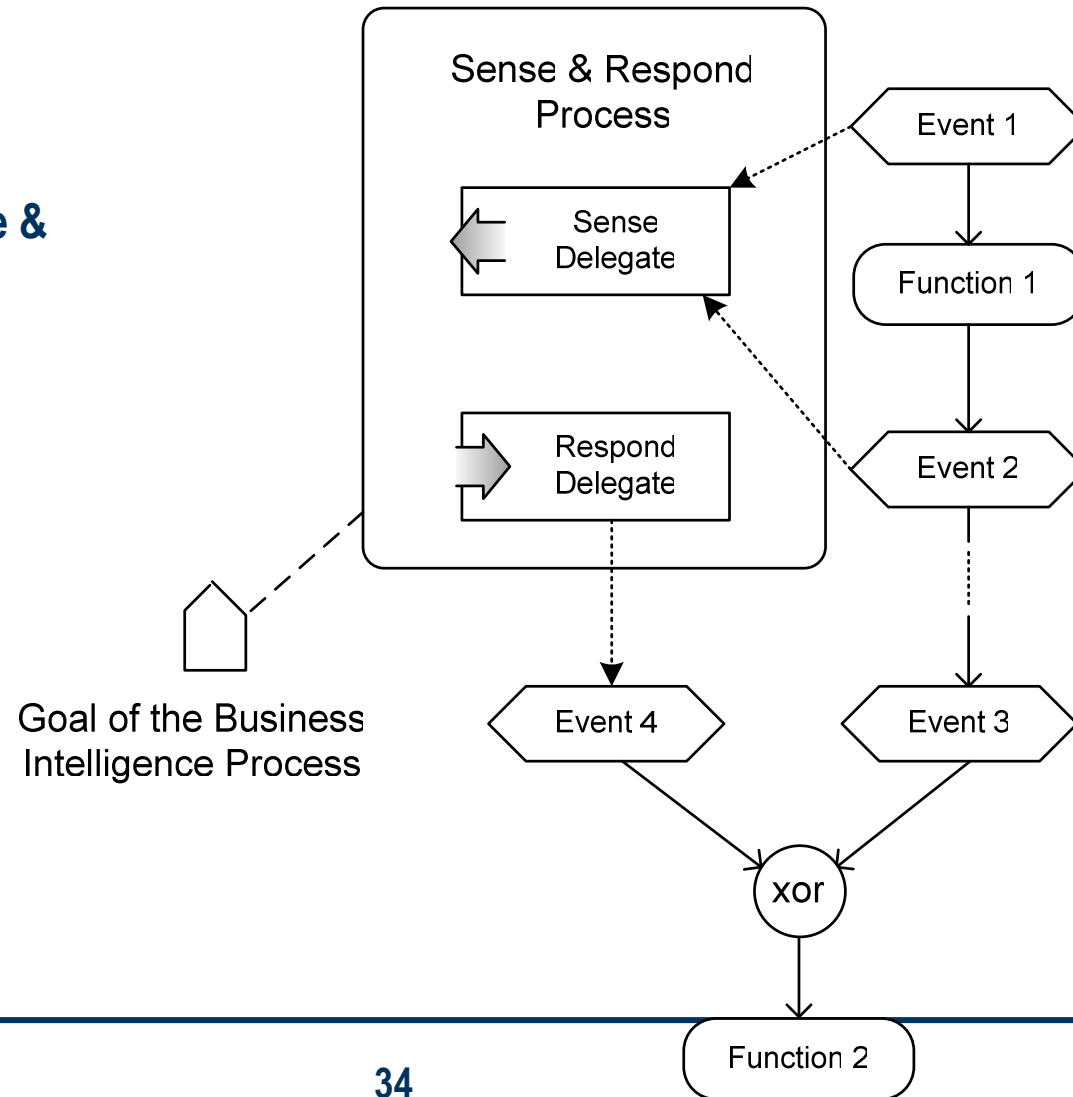 e &
Sense & Respond
Process
Event 1
Sense
Delegate
Function 1
Respond
Delegate
Event 2
Goal of the Business
Intelligence Process
Event 4
Event 3
xor
Function 2
34